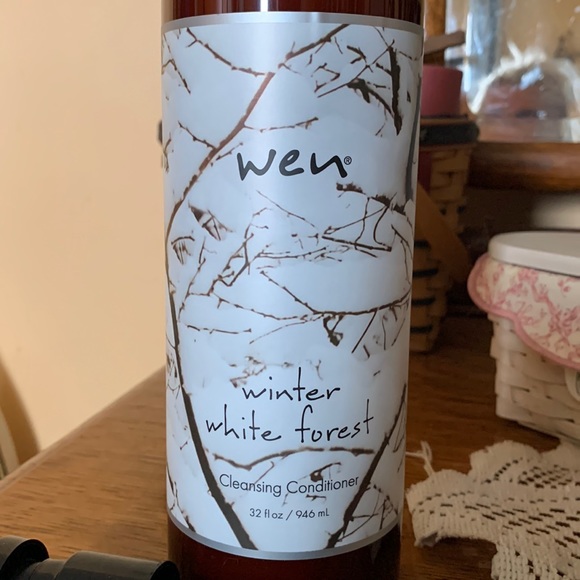 wen®
winter
white forest
Cleansing Conditioner
32 fl oz / 946 mL